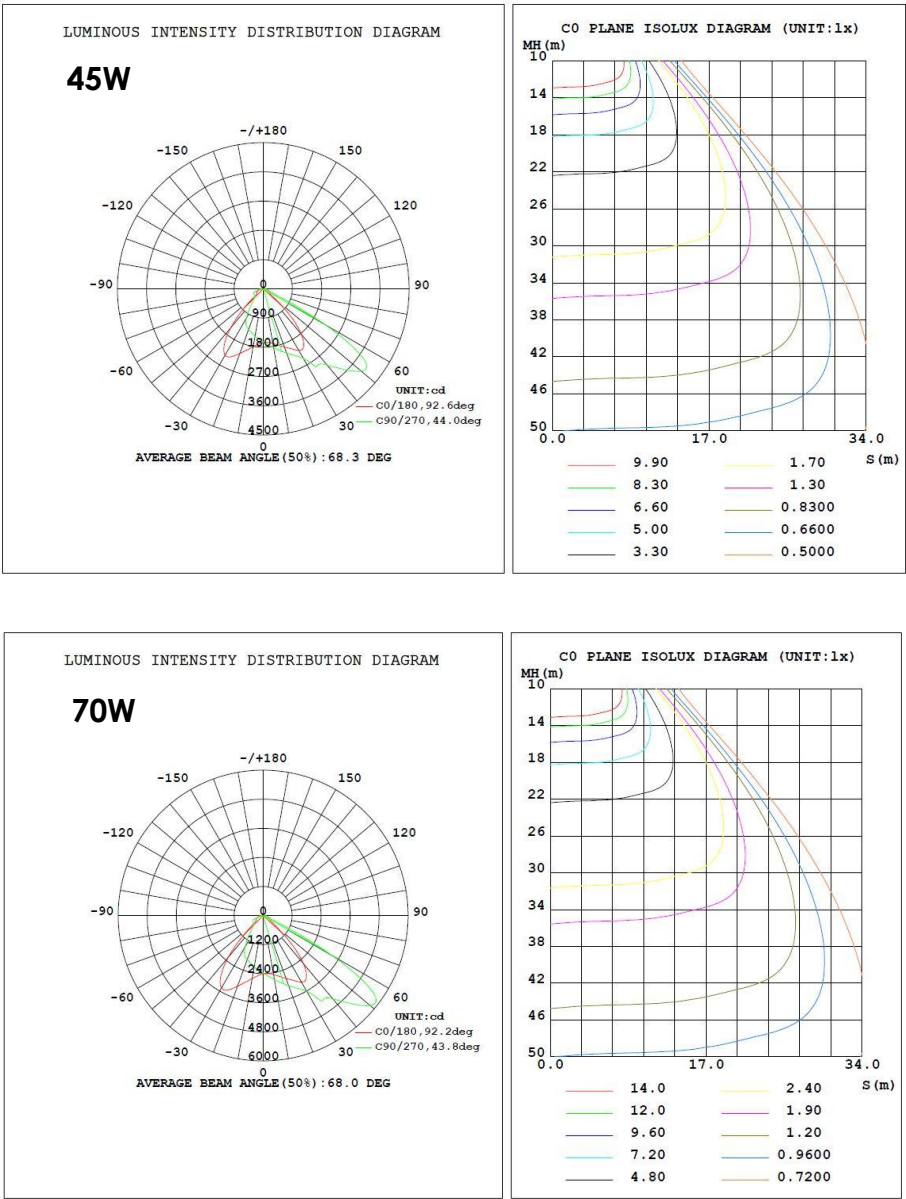 LUMINOUS INTENSITY DISTRIBUTION DIAGRAM
45W
-/+180
-150 150
-120 120
-90 90
-60 60
-30 30
0
0
900
1800
2700
3600
4500
UNIT:cd
C0/180,92.6deg
C90/270,44.0deg
AVERAGE BEAM ANGLE(50%):68.3 DEG
C0 PLANE ISOLUX DIAGRAM (UNIT:lx)
MH(m)
10
14
18
22
26
30
34
38
42
46
50
0.0 17.0 34.0
S(m)
9.90 1.70
8.30 1.30
6.60 0.8300
5.00 0.6600
3.30 0.5000
LUMINOUS INTENSITY DISTRIBUTION DIAGRAM
70W
-/+180
-150 150
-120 120
-90 90
-60 60
-30 30
0
0
1200
2400
3600
4800
6000
UNIT:cd
C0/180,92.2deg
C90/270,43.8deg
AVERAGE BEAM ANGLE(50%):68.0 DEG
C0 PLANE ISOLUX DIAGRAM (UNIT:lx)
MH(m)
10
14
18
22
26
30
34
38
42
46
50
0.0 17.0 34.0
S(m)
14.0 2.40
12.0 1.90
9.60 1.20
7.20 0.9600
4.80 0.7200